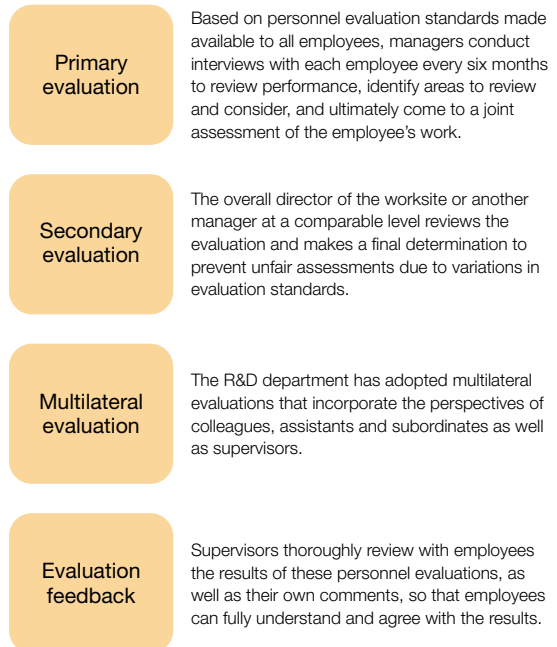 Primary
evaluation
Based on personnel evaluation standards made
available to all employees, managers conduct
interviews with each employee every six months
to review performance, identify areas to review
and consider, and ultimately come to a joint
assessment of the employee’s work.
Secondary
evaluation
The overall director of the worksite or another
manager at a comparable level reviews the
evaluation and makes a final determination to
prevent unfair assessments due to variations in
evaluation standards.
Multilateral
evaluation
The R&D department has adopted multilateral
evaluations that incorporate the perspectives of
colleagues, assistants and subordinates as well
as supervisors.
Evaluation
feedback
Supervisors thoroughly review with employees
the results of these personnel evaluations, as
well as their own comments, so that employees
can fully understand and agree with the results.